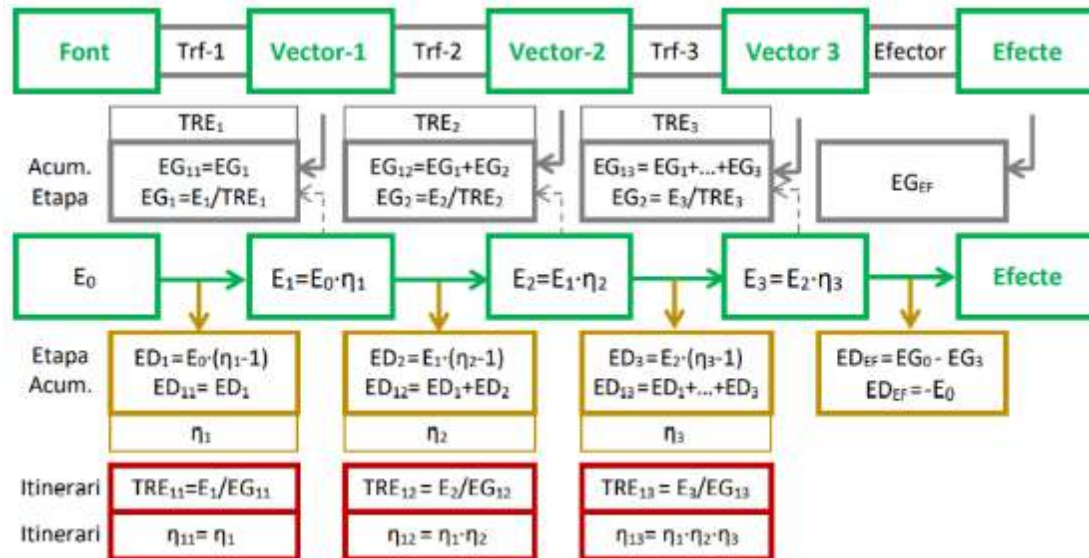 Font Trf-1 Vector-1 Trf-2 Vector-2 Trf-3 Vector 3 Efector Efecte
TRE₁ TRE₂ TRE₃
Acum. EG₁₁=EG₁ EG₁₂=EG₁+EG₂ EG₁₃ = EG₁+...+EG₃
Etapa EG₁=E₁/TRE₁ EG₂=E₂/TRE₂ EG₂= E₃/TRE₃
EG_EF
E₀ E₁=E₀·η₁ E₂=E₁·η₂ E₃=E₂·η₃ Efecte
Etapa ED₁=E₀·(η₁-1) ED₂=E₁·(η₂-1) ED₃=E₂·(η₃-1) ED_EF=EG₀ - EG₃
Acum. ED₁₁= ED₁ ED₁₂= ED₁+ED₂ ED₁₃=ED₁+...+ED₃ ED_EF=-E₀
η₁ η₂ η₃
Itinerari TRE₁₁=E₁/EG₁₁ TRE₁₂= E₂/EG₁₂ TRE₁₃= E₃/EG₁₃
Itinerari η₁₁= η₁ η₁₂= η₁·η₂ η₁₃= η₁·η₂·η₃